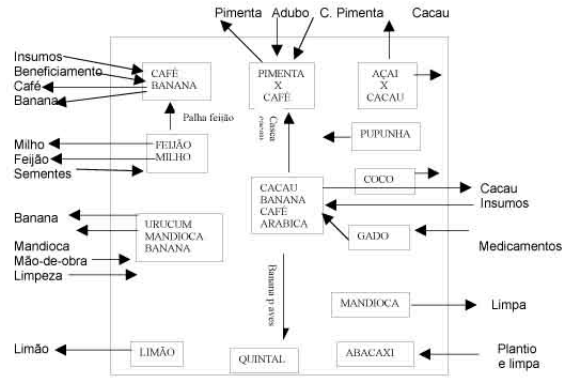 Pimenta Adubo C. Pimenta Cacau
Insumos
Beneficiamento
Café
Banana
CAFÉ
BANANA
PIMENTA
X
CAFÉ
AÇAI
X
CACAU
Palha feijão
Casca
PUPUNHA
Milho
Feijão
Sementes
FEIJÃO
MILHO
COCO
CACAU
BANANA
CAFÉ
ARABICA
Cacau
Insumos
Banana
Mandioca
Mão-de-obra
Limpeza
URUCUM
MANDIOCA
BANANA
GADO
Medicamentos
Banana p aves
MANDIOCA
Limpa
Limão
LIMÃO
QUINTAL
ABACAXI
Plantio
e limpa